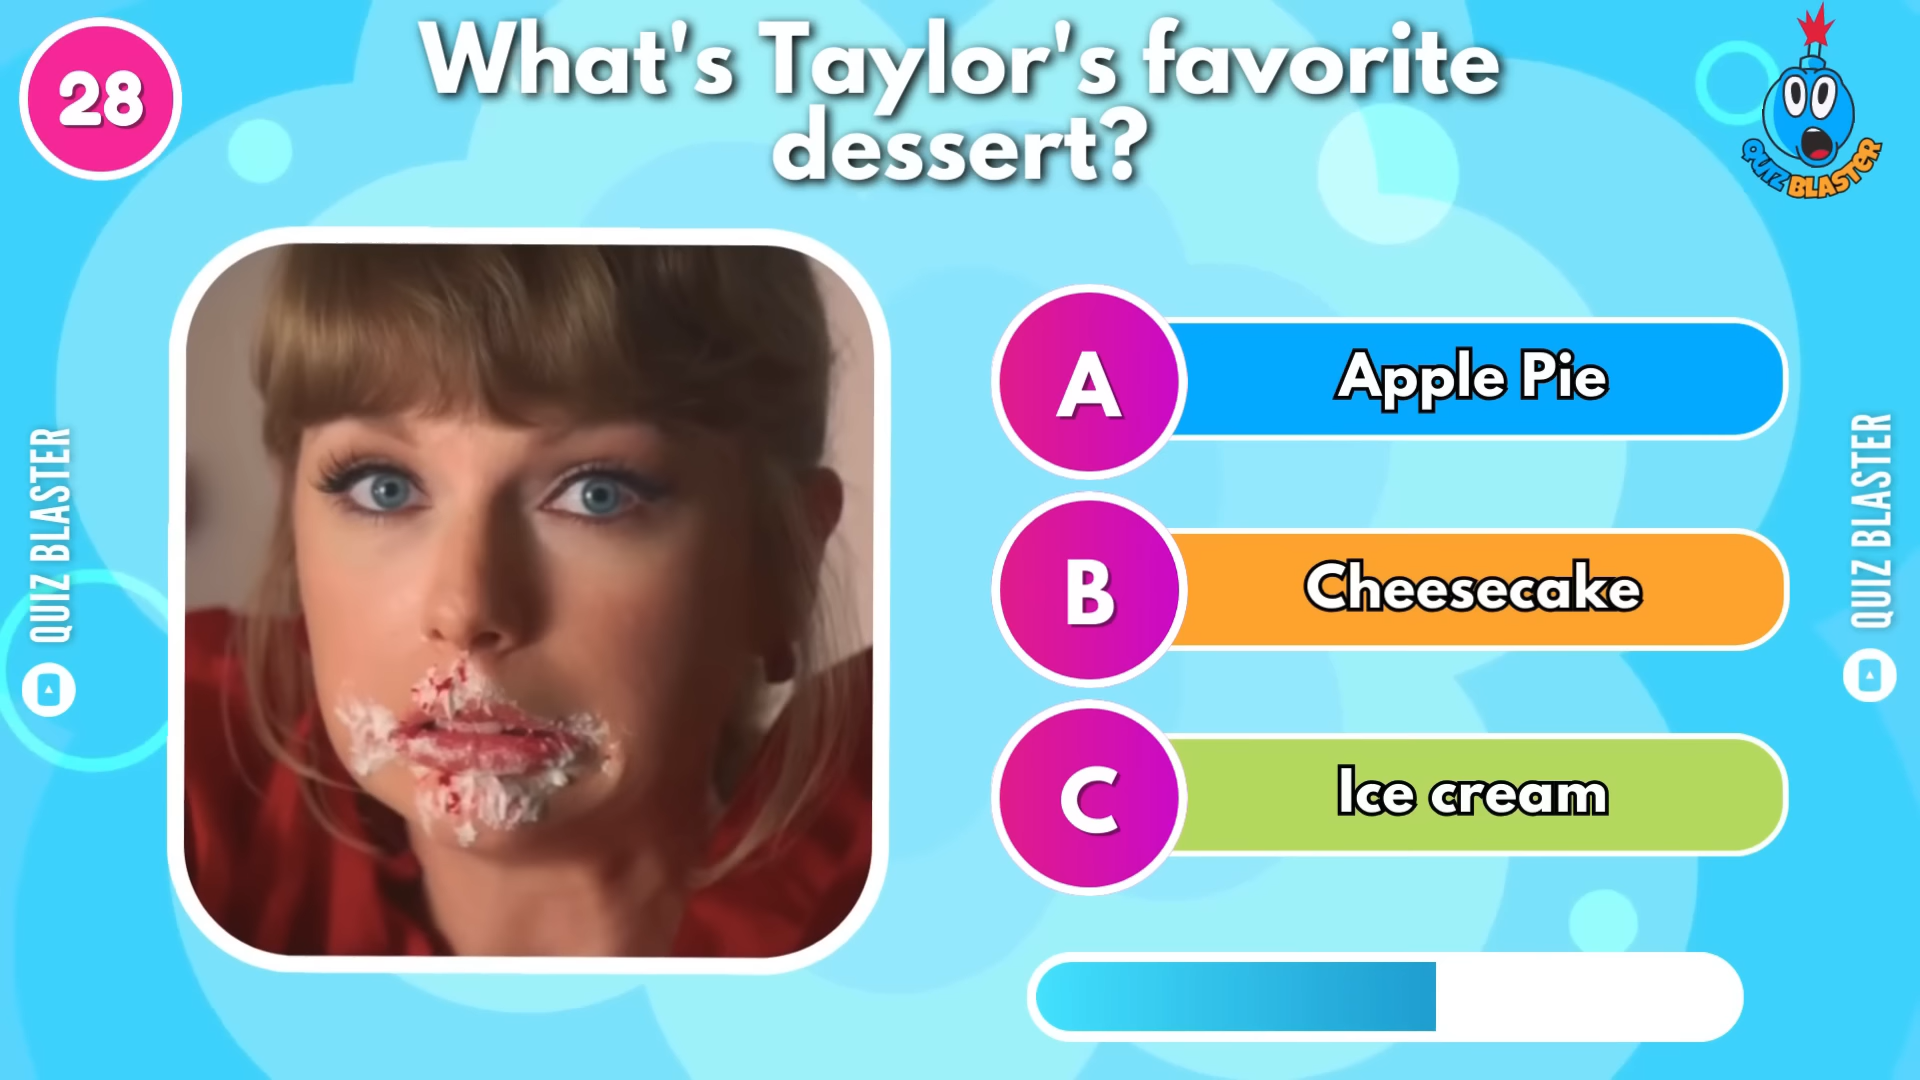 28
What's Taylor's favorite
dessert?
QUIZ BLASTER
A
Apple Pie
B
Cheesecake
C
Ice cream
QUIZ BLASTER
QUIZ BLASTER